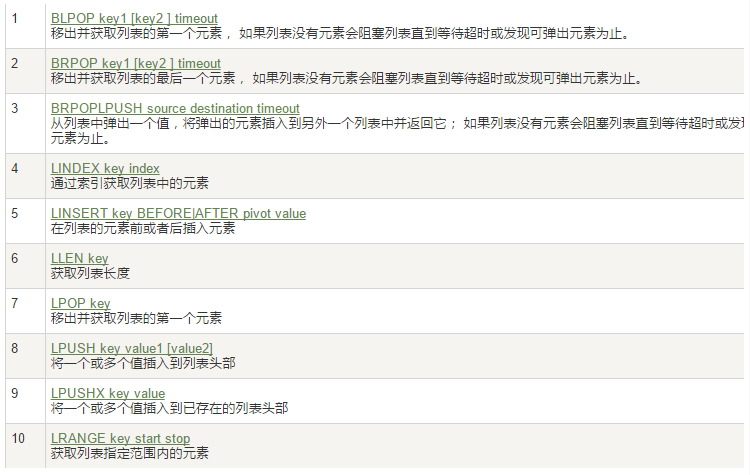 1
BLPOP key1 [key2 ] timeout
移出并获取列表的第一个元素， 如果列表没有元素会阻塞列表直到等待超时或发现可弹出元素为止。
2
BRPOP key1 [key2 ] timeout
移出并获取列表的最后一个元素， 如果列表没有元素会阻塞列表直到等待超时或发现可弹出元素为止。
3
BRPOPLPUSH source destination timeout
从列表中弹出一个值，将弹出的元素插入到另外一个列表中并返回它； 如果列表没有元素会阻塞列表直到等待超时或发
元素为止。
4
LINDEX key index
通过索引获取列表中的元素
5
LINSERT key BEFORE|AFTER pivot value
在列表的元素前或者后插入元素
6
LLEN key
获取列表长度
7
LPOP key
移出并获取列表的第一个元素
8
LPUSH key value1 [value2]
将一个或多个值插入到列表头部
9
LPUSHX key value
将一个或多个值插入到已存在的列表头部
10
LRANGE key start stop
获取列表指定范围内的元素